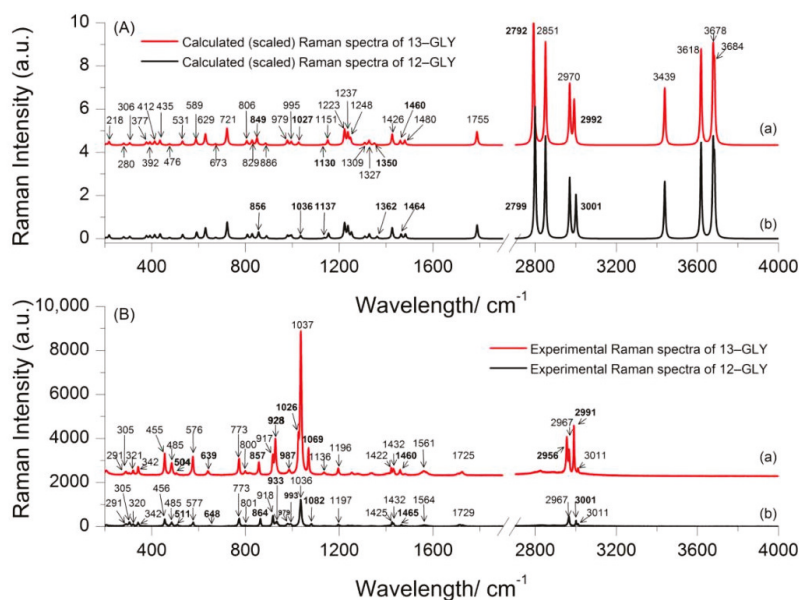 (A)
Calculated (scaled) Raman spectra of 13–GLY
Calculated (scaled) Raman spectra of 12–GLY
Raman Intensity (a.u.)
10
8
6
4
2
0
218 306 377 412 435 531 589 629 721 806 849 995 979 1027 1151 1223 1237 1248 1426 1460 1480 1755
280 392 476 673 829 886 1130 1309 1327 1350
2792 2851 2970 2992 3439 3618 3678 3684
(a)
856 1036 1137 1362 1464
2799 3001
(b)
400 800 1200 1600 2800 3200 3600 4000
Wavelength/ cm-1
(B)
Experimental Raman spectra of 13–GLY
Experimental Raman spectra of 12–GLY
Raman Intensity (a.u.)
10,000
8000
6000
4000
2000
0
291 305 321 342 455 485 504 576 639 773 800 857 917 928 987 1026 1037 1069 1136 1196 1422 1432 1460 1561 1725
2956 2967 2991 3011
(a)
291 305 320 342 456 485 511 577 648 773 801 864 918 933 979 993 1036 1082 1197 1425 1432 1465 1564 1729
2967 3001 3011
(b)
400 800 1200 1600 2800 3200 3600 4000
Wavelength/ cm-1